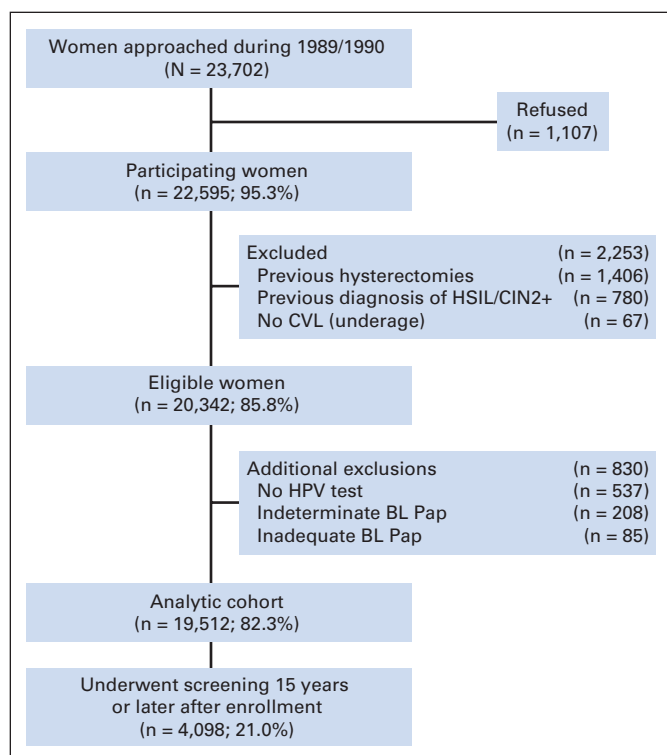 Women approached during 1989/1990
(N = 23,702)
Refused
(n = 1,107)
Participating women
(n = 22,595; 95.3%)
Excluded (n = 2,253)
Previous hysterectomies (n = 1,406)
Previous diagnosis of HSIL/CIN2+ (n = 780)
No CVL (underage) (n = 67)
Eligible women
(n = 20,342; 85.8%)
Additional exclusions (n = 830)
No HPV test (n = 537)
Indeterminate BL Pap (n = 208)
Inadequate BL Pap (n = 85)
Analytic cohort
(n = 19,512; 82.3%)
Underwent screening 15 years
or later after enrollment
(n = 4,098; 21.0%)